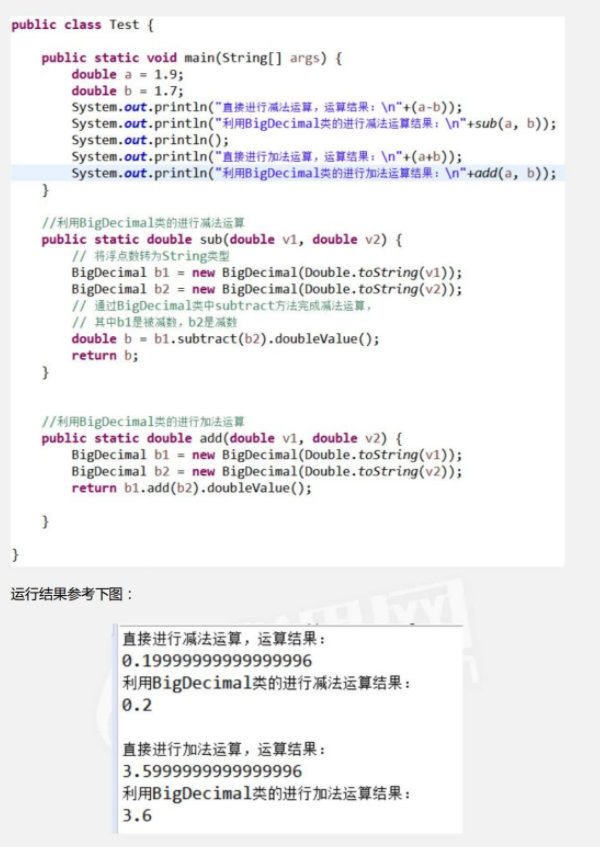 public class Test {
public static void main(String[] args) {
double a = 1.9;
double b = 1.7;
System.out.println("直接进行减法运算，运算结果：\n"+(a-b));
System.out.println("利用BigDecimal类的进行减法运算结果：\n"+sub(a, b));
System.out.println();
System.out.println("直接进行加法运算，运算结果：\n"+(a+b));
System.out.println("利用BigDecimal类的进行加法运算结果：\n"+add(a, b));
}
//利用BigDecimal类的进行减法运算
public static double sub(double v1, double v2) {
// 将浮点数转为String类型
BigDecimal b1 = new BigDecimal(Double.toString(v1));
BigDecimal b2 = new BigDecimal(Double.toString(v2));
// 通过BigDecimal类中subtract方法完成减法运算，
// 其中b1是被减数，b2是减数
double b = b1.subtract(b2).doubleValue();
return b;
}
//利用BigDecimal类的进行加法运算
public static double add(double v1, double v2) {
BigDecimal b1 = new BigDecimal(Double.toString(v1));
BigDecimal b2 = new BigDecimal(Double.toString(v2));
return b1.add(b2).doubleValue();
}
}
运行结果参考下图：
直接进行减法运算，运算结果：
0.19999999999999996
利用BigDecimal类的进行减法运算结果：
0.2
直接进行加法运算，运算结果：
3.5999999999999996
利用BigDecimal类的进行加法运算结果：
3.6